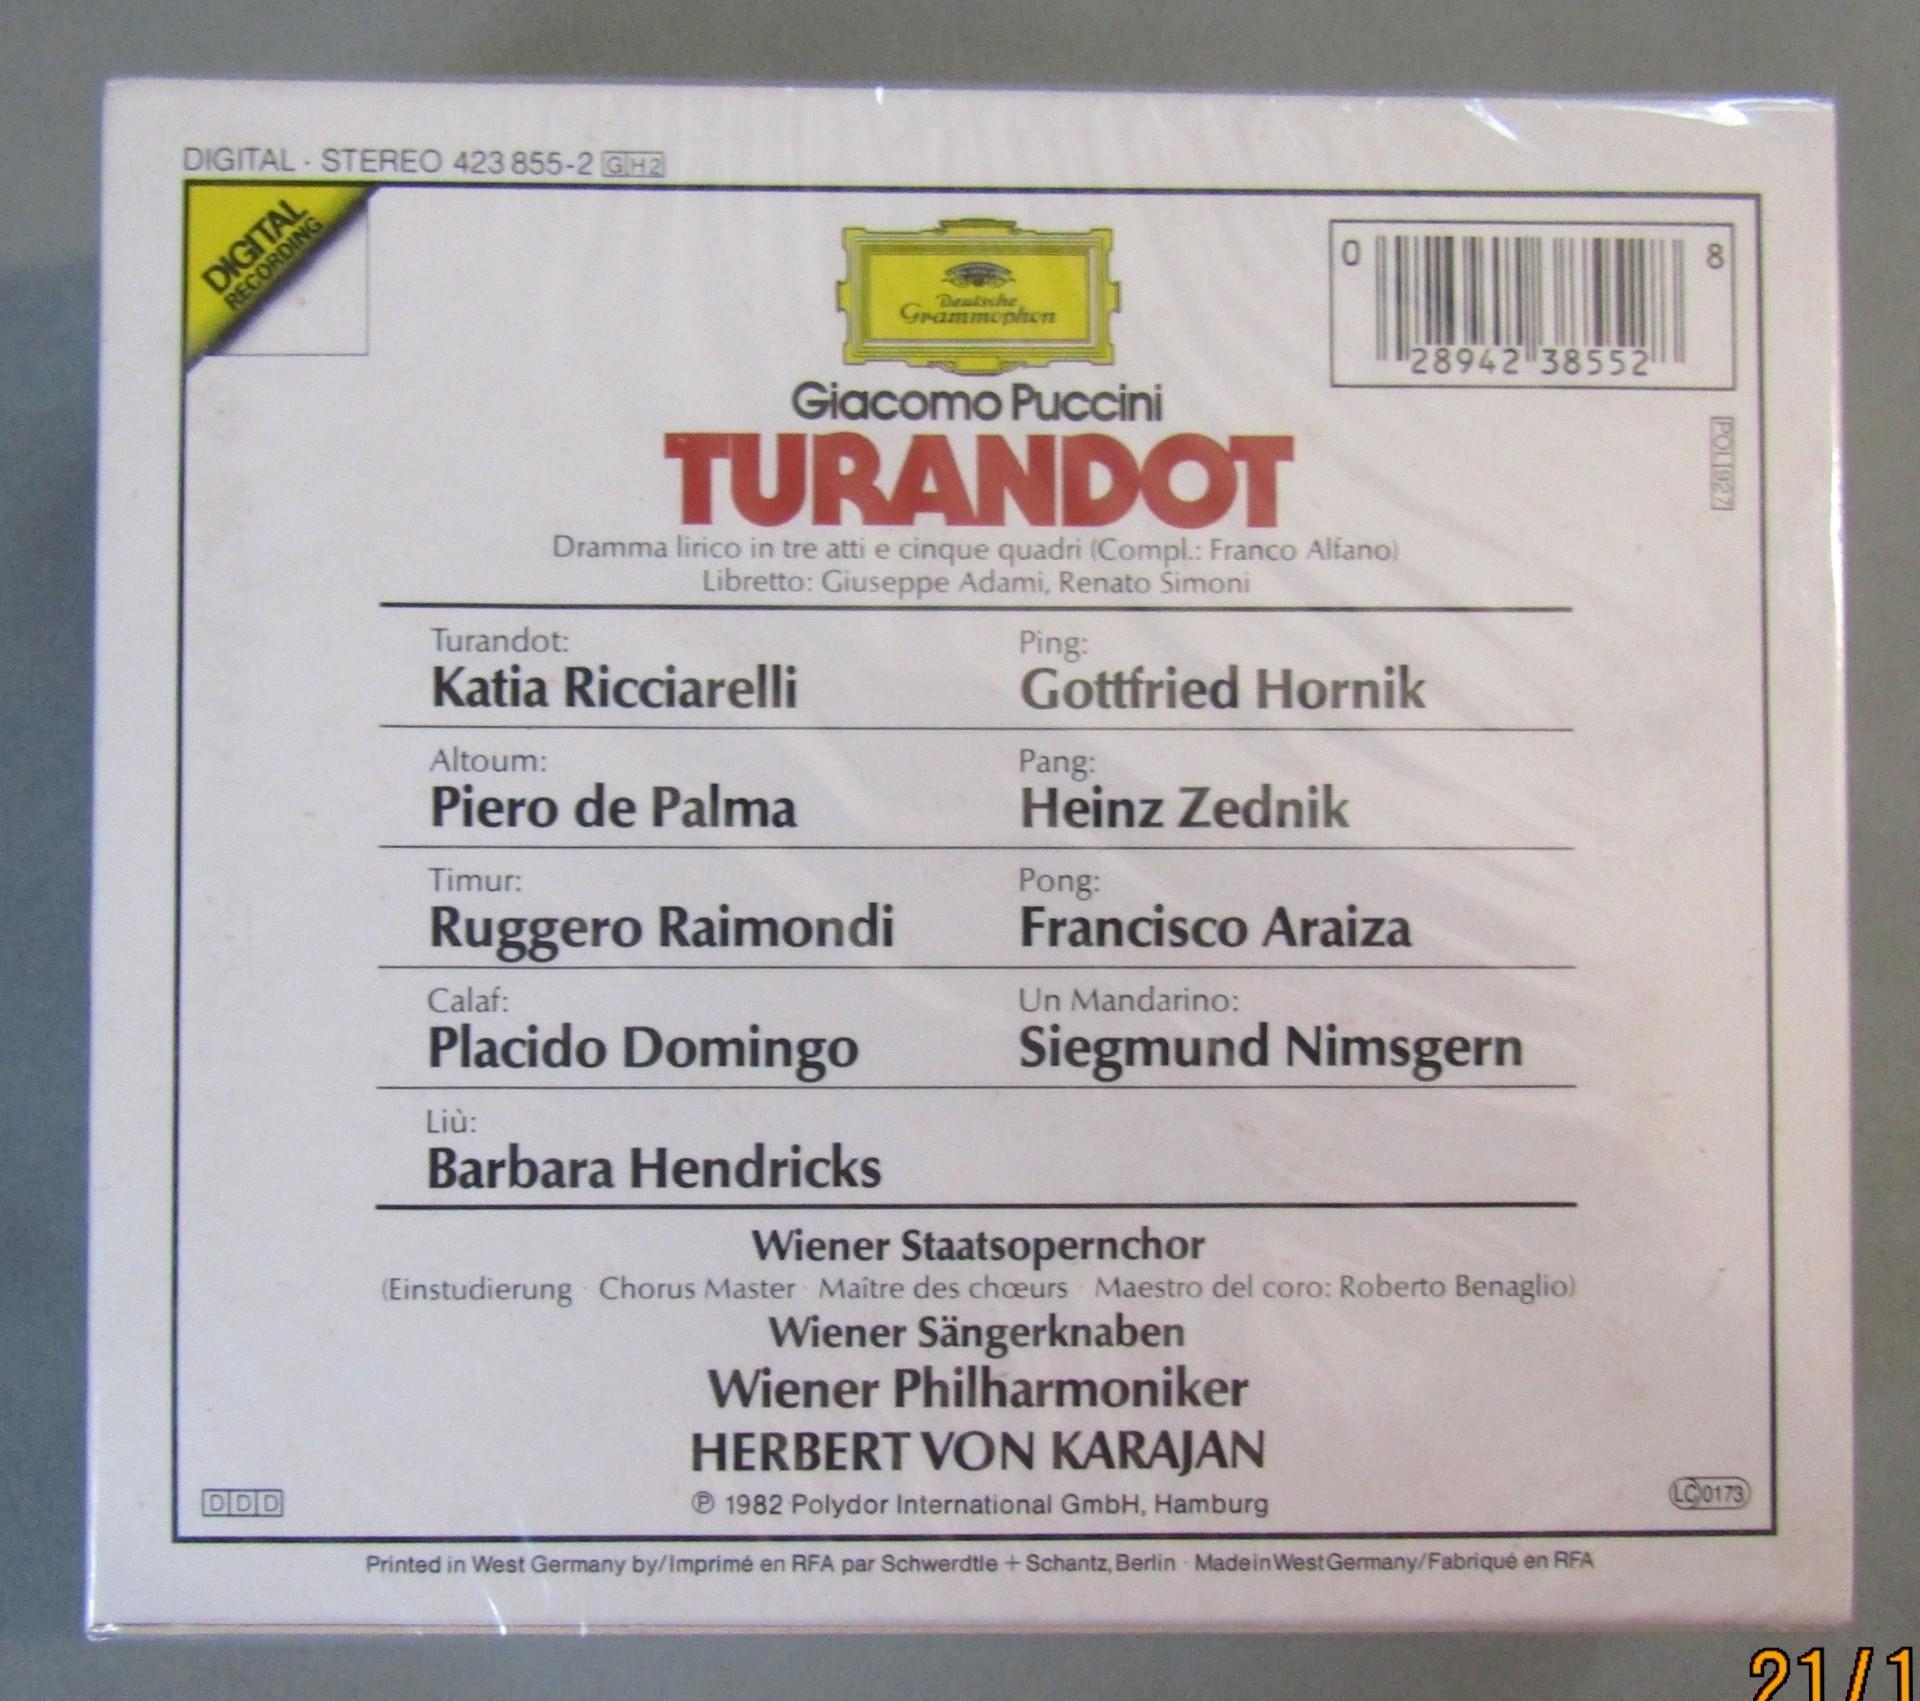 DIGITAL · STEREO 423 855-2 GH2
DIGITAL
RECORDING
Deutsche
Grammophon
0 8
28942 38552
POL 927
Giacomo Puccini
TURANDOT
Dramma lirico in tre atti e cinque quadri (Compl.: Franco Alfano)
Libretto: Giuseppe Adami, Renato Simoni
Turandot:
Katia Ricciarelli
Altoum:
Piero de Palma
Timur:
Ruggero Raimondi
Calaf:
Placido Domingo
Liù:
Barbara Hendricks
Ping:
Gottfried Hornik
Pang:
Heinz Zednik
Pong:
Francisco Araiza
Un Mandarino:
Siegmund Nimsgern
Wiener Staatsopernchor
(Einstudierung · Chorus Master · Maître des chœurs · Maestro del coro: Roberto Benaglio)
Wiener Sängerknaben
Wiener Philharmoniker
HERBERT VON KARAJAN
℗ 1982 Polydor International GmbH, Hamburg
DDD
LC 0173
Printed in West Germany by/Imprimé en RFA par Schwerdtle + Schantz, Berlin · Made in West Germany/Fabriqué en RFA
21/1